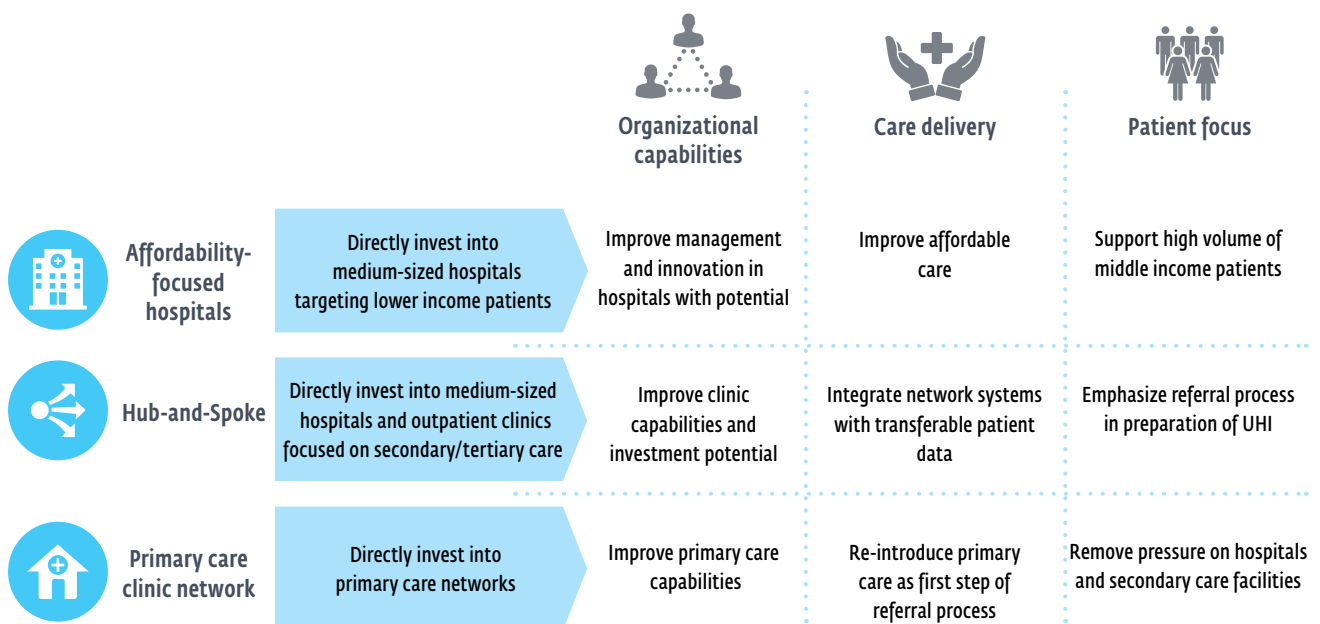 Organizational
capabilities
Care delivery
Patient focus
Affordability-
focused
hospitals
Directly invest into
medium-sized hospitals
targeting lower income patients
Improve management
and innovation in
hospitals with potential
Improve affordable
care
Support high volume of
middle income patients
Hub-and-Spoke
Directly invest into medium-sized
hospitals and outpatient clinics
focused on secondary/tertiary care
Improve clinic
capabilities and
investment potential
Integrate network systems
with transferable patient
data
Emphasize referral process
in preparation of UHI
Primary care
clinic network
Directly invest into
primary care networks
Improve primary care
capabilities
Re-introduce primary
care as first step of
referral process
Remove pressure on hospitals
and secondary care facilities